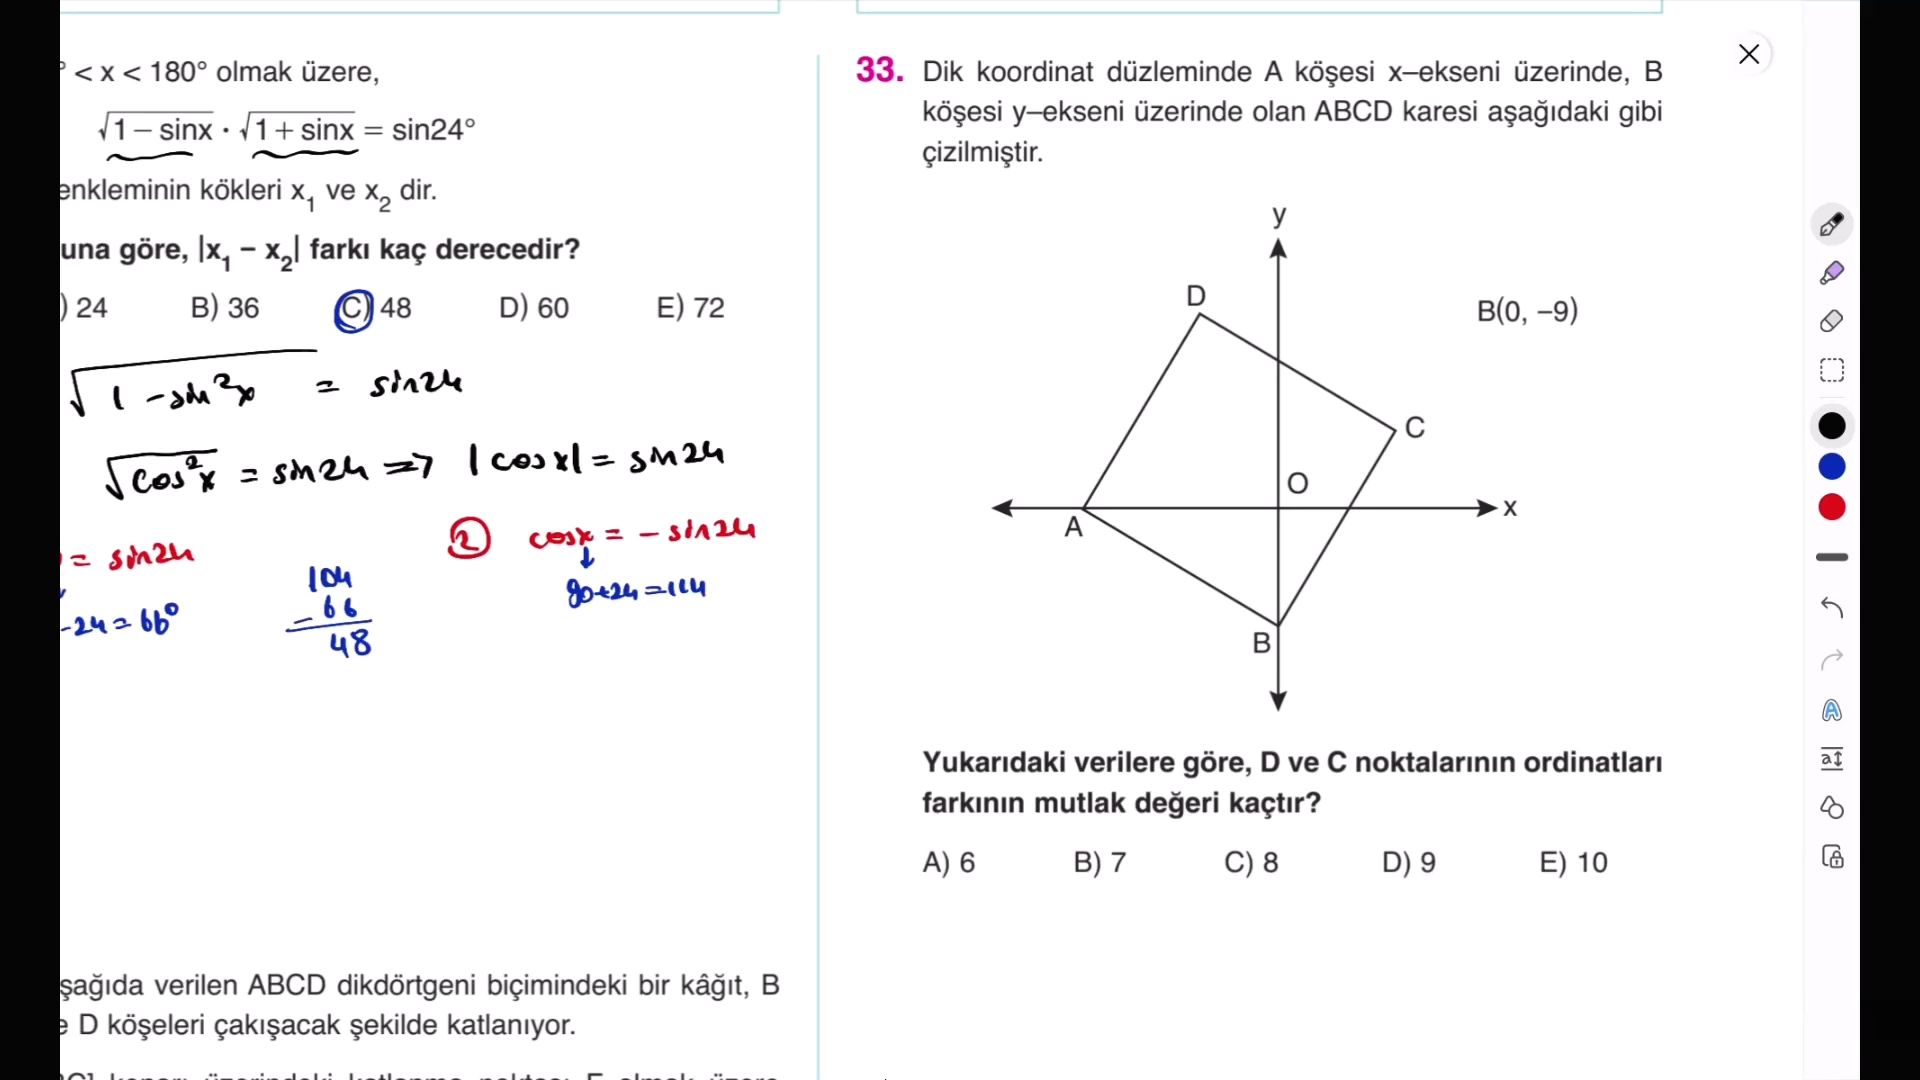 ° < x < 180° olmak üzere,
√1 – sinx · √1 + sinx = sin24°
enkleminin kökleri x₁ ve x₂ dir.
una göre, |x₁ – x₂| farkı kaç derecedir?
) 24 B) 36 C) 48 D) 60 E) 72
√1 - sin²x = sin24
√cos²x = sin24 => |cosx| = sin24
= sin24
-24 = 66°
104
- 66
48
2 cosx = - sin24
90+24 = 114
şağıda verilen ABCD dikdörtgeni biçimindeki bir kâğıt, B
e D köşeleri çakışacak şekilde katlanıyor.
33. Dik koordinat düzleminde A köşesi x–ekseni üzerinde, B
köşesi y–ekseni üzerinde olan ABCD karesi aşağıdaki gibi
çizilmiştir.
y
D
B(0, –9)
C
O
x
A
B
Yukarıdaki verilere göre, D ve C noktalarının ordinatları
farkının mutlak değeri kaçtır?
A) 6 B) 7 C) 8 D) 9 E) 10